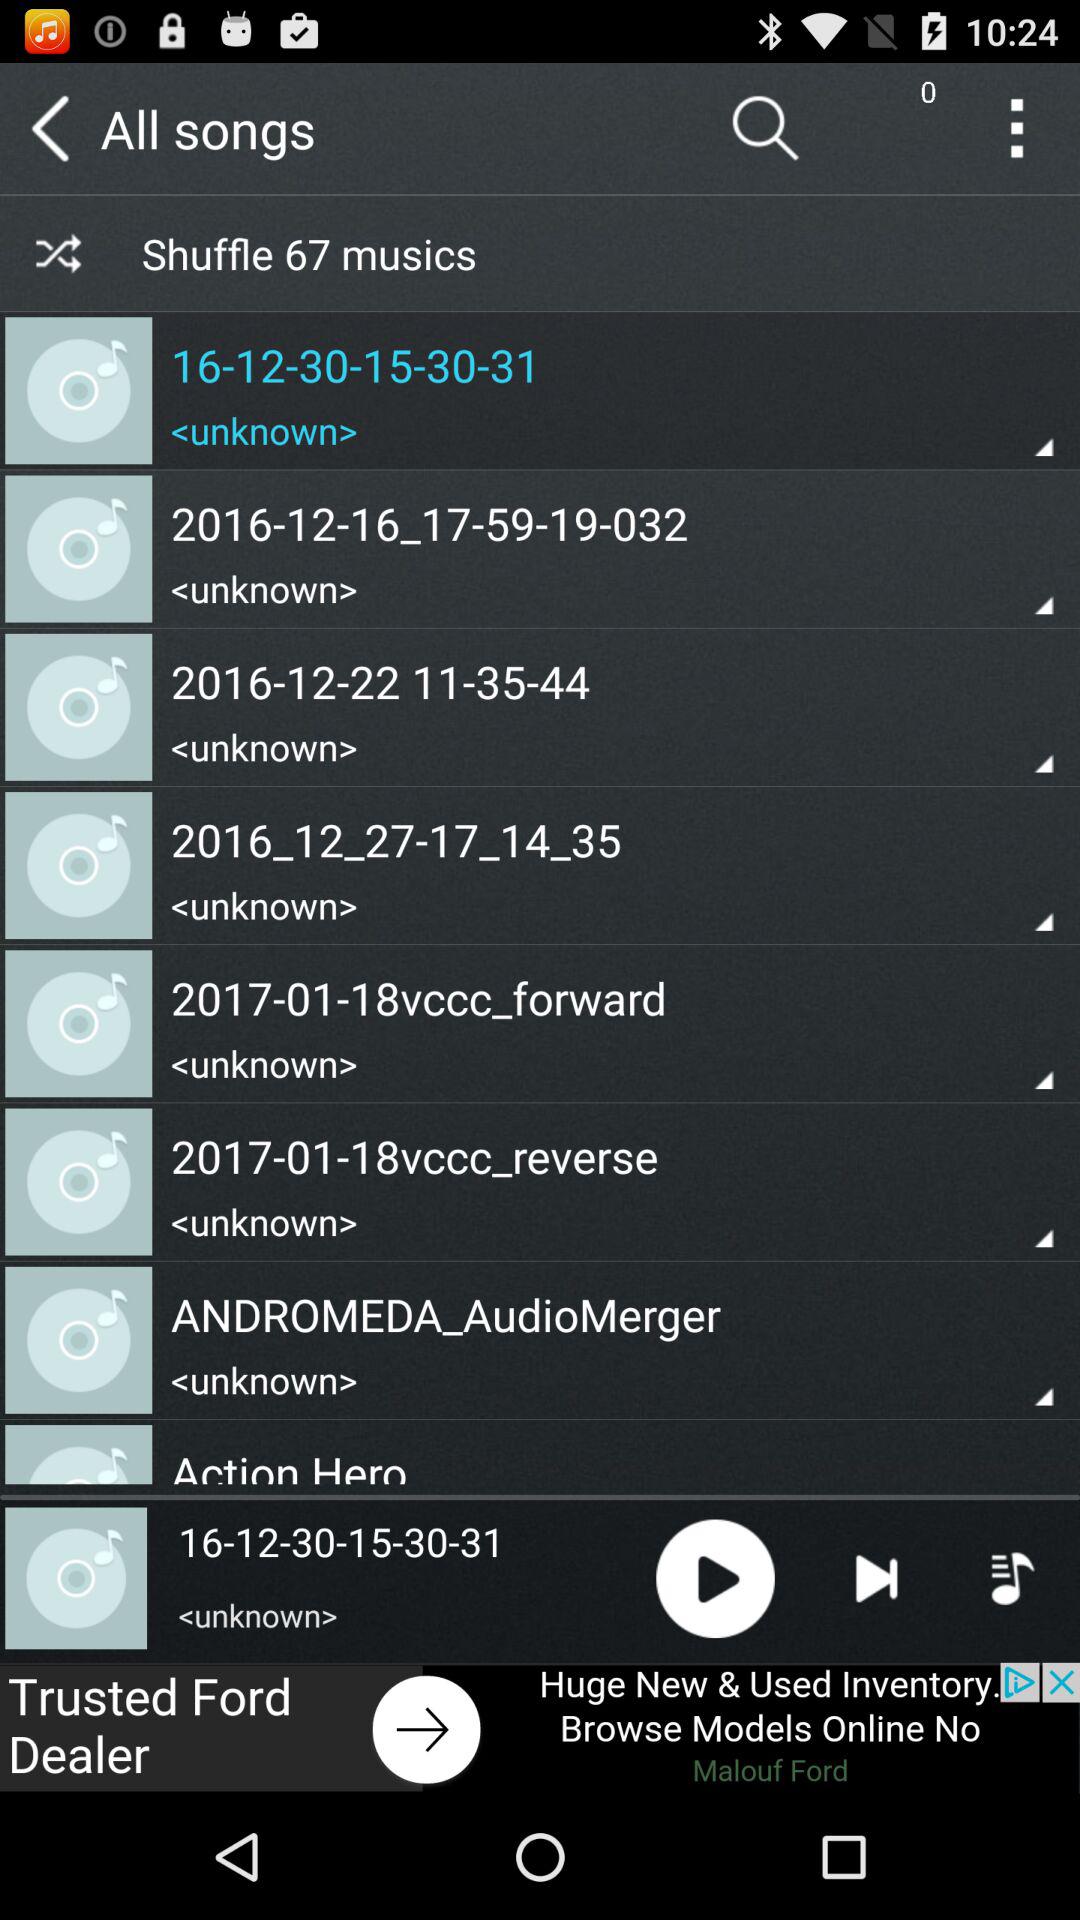 10:24
All songs
0
Shuffle 67 musics
16-12-30-15-30-31
<unknown>
2016-12-16_17-59-19-032
<unknown>
2016-12-22 11-35-44
<unknown>
2016_12_27-17_14_35
<unknown>
2017-01-18vccc_forward
<unknown>
2017-01-18vccc_reverse
<unknown>
ANDROMEDA_AudioMerger
<unknown>
Action Hero
16-12-30-15-30-31
<unknown>
Trusted Ford
Dealer
Huge New & Used Inventory.
Browse Models Online No
Malouf Ford